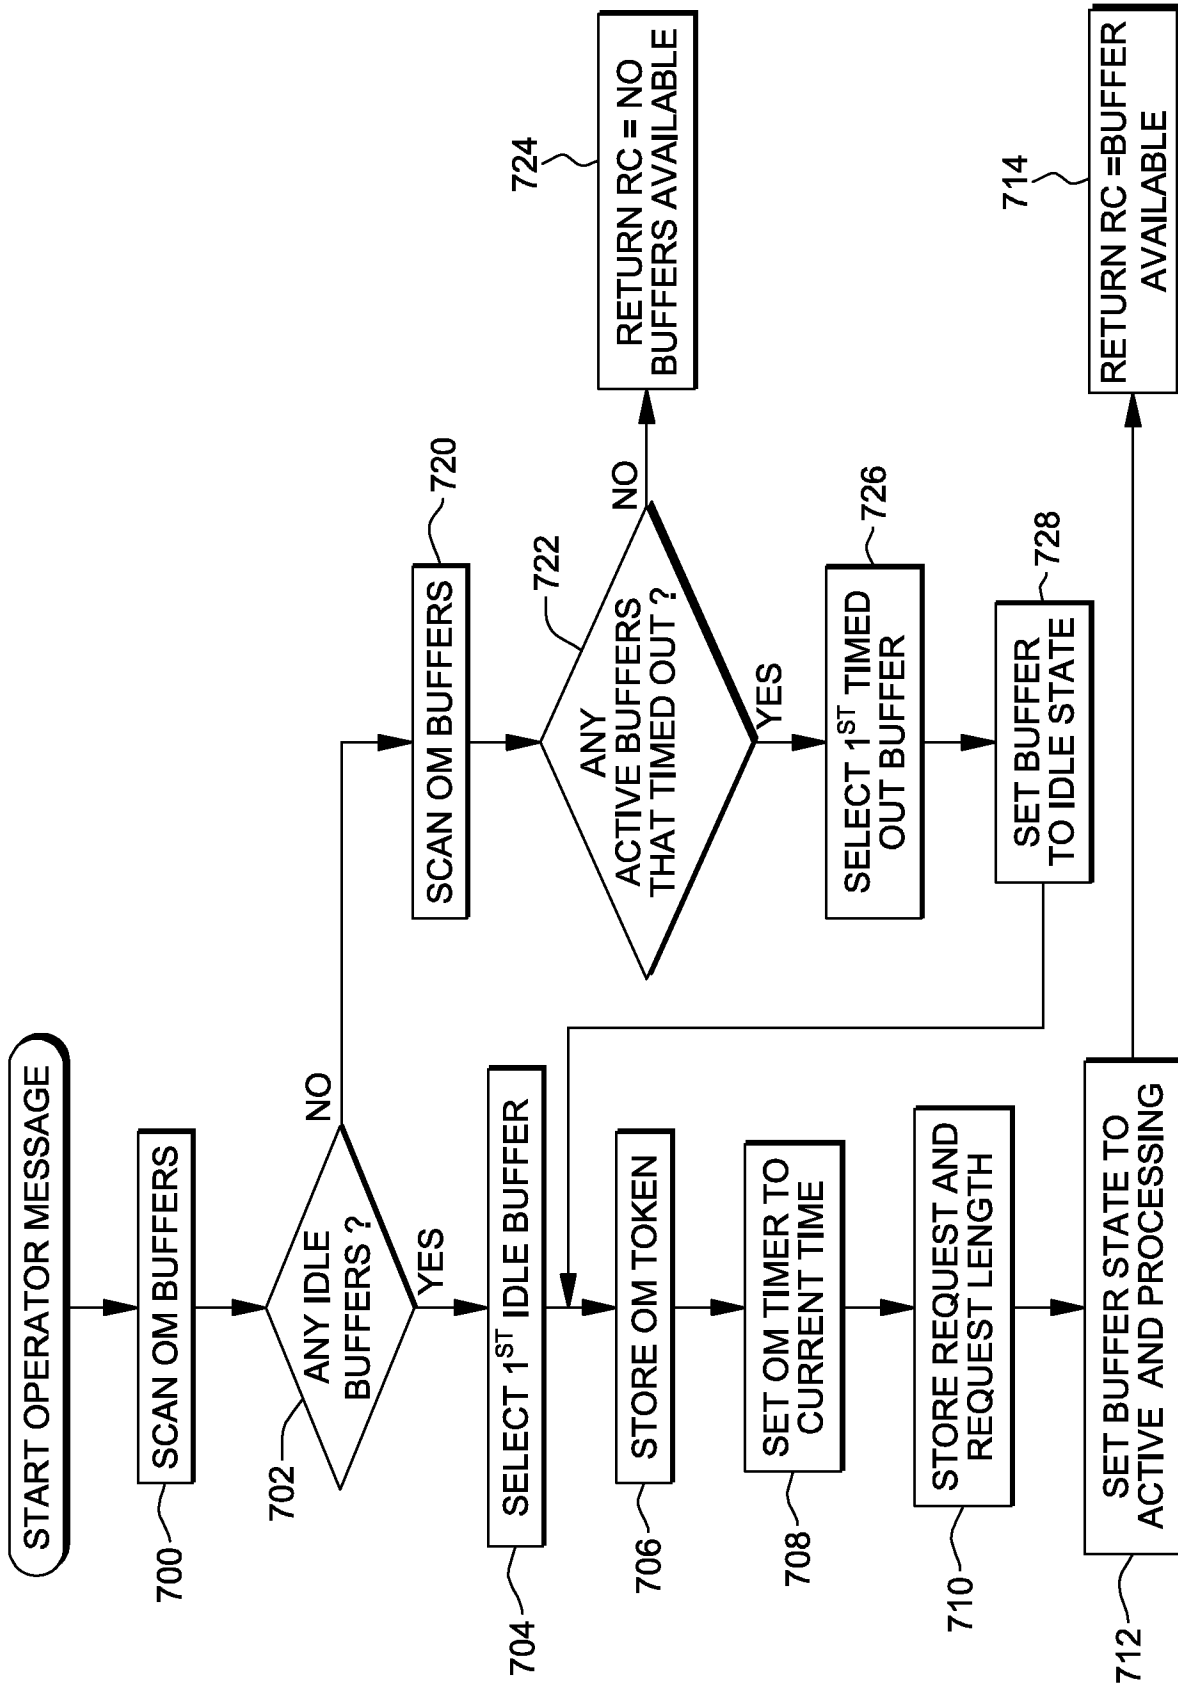 START OPERATOR MESSAGE
SCAN OM BUFFERS
700
ANY IDLE
BUFFERS ?
702
NO
YES
SELECT 1ST IDLE BUFFER
704
STORE OM TOKEN
706
SET OM TIMER TO
CURRENT TIME
708
STORE REQUEST AND
REQUEST LENGTH
710
SET BUFFER STATE TO
ACTIVE AND PROCESSING
712
RETURN RC =BUFFER
AVAILABLE
714
SCAN OM BUFFERS
720
ANY
ACTIVE BUFFERS
THAT TIMED OUT ?
722
NO
YES
RETURN RC = NO
BUFFERS AVAILABLE
724
SELECT 1ST TIMED
OUT BUFFER
726
SET BUFFER
TO IDLE STATE
728